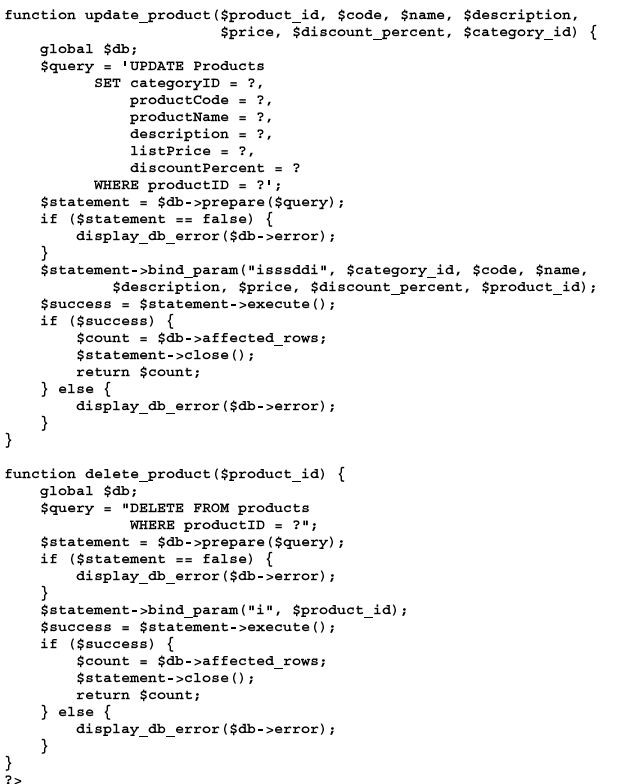 function update_product($product_id, $code, $name, $description,
                        $price, $discount_percent, $category_id) {
    global $db;
    $query = 'UPDATE Products
          SET categoryID = ?,
              productCode = ?,
              productName = ?,
              description = ?,
              listPrice = ?,
              discountPercent = ?
          WHERE productID = ?';
    $statement = $db->prepare($query);
    if ($statement == false) {
        display_db_error($db->error);
    }
    $statement->bind_param("isssddi", $category_id, $code, $name,
            $description, $price, $discount_percent, $product_id);
    $success = $statement->execute();
    if ($success) {
        $count = $db->affected_rows;
        $statement->close();
        return $count;
    } else {
        display_db_error($db->error);
    }
}

function delete_product($product_id) {
    global $db;
    $query = "DELETE FROM products
              WHERE productID = ?";
    $statement = $db->prepare($query);
    if ($statement == false) {
        display_db_error($db->error);
    }
    $statement->bind_param("i", $product_id);
    $success = $statement->execute();
    if ($success) {
        $count = $db->affected_rows;
        $statement->close();
        return $count;
    } else {
        display_db_error($db->error);
    }
}
?>